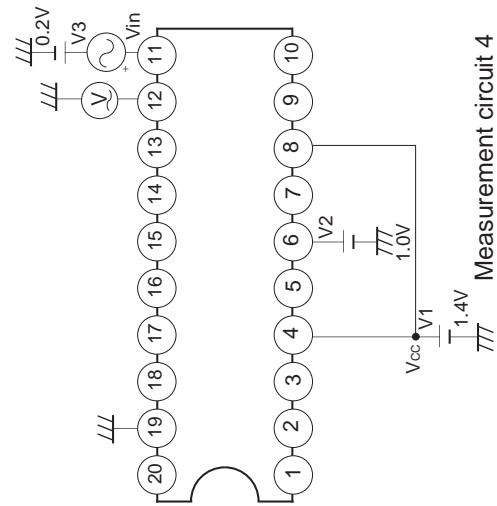 0.2V
V3
Vin
+
V
20 19 18 17 16 15 14 13 12 11
1 2 3 4 5 6 7 8 9 10
V2
1.0V
Vcc
V1
1.4V
Measurement circuit 4